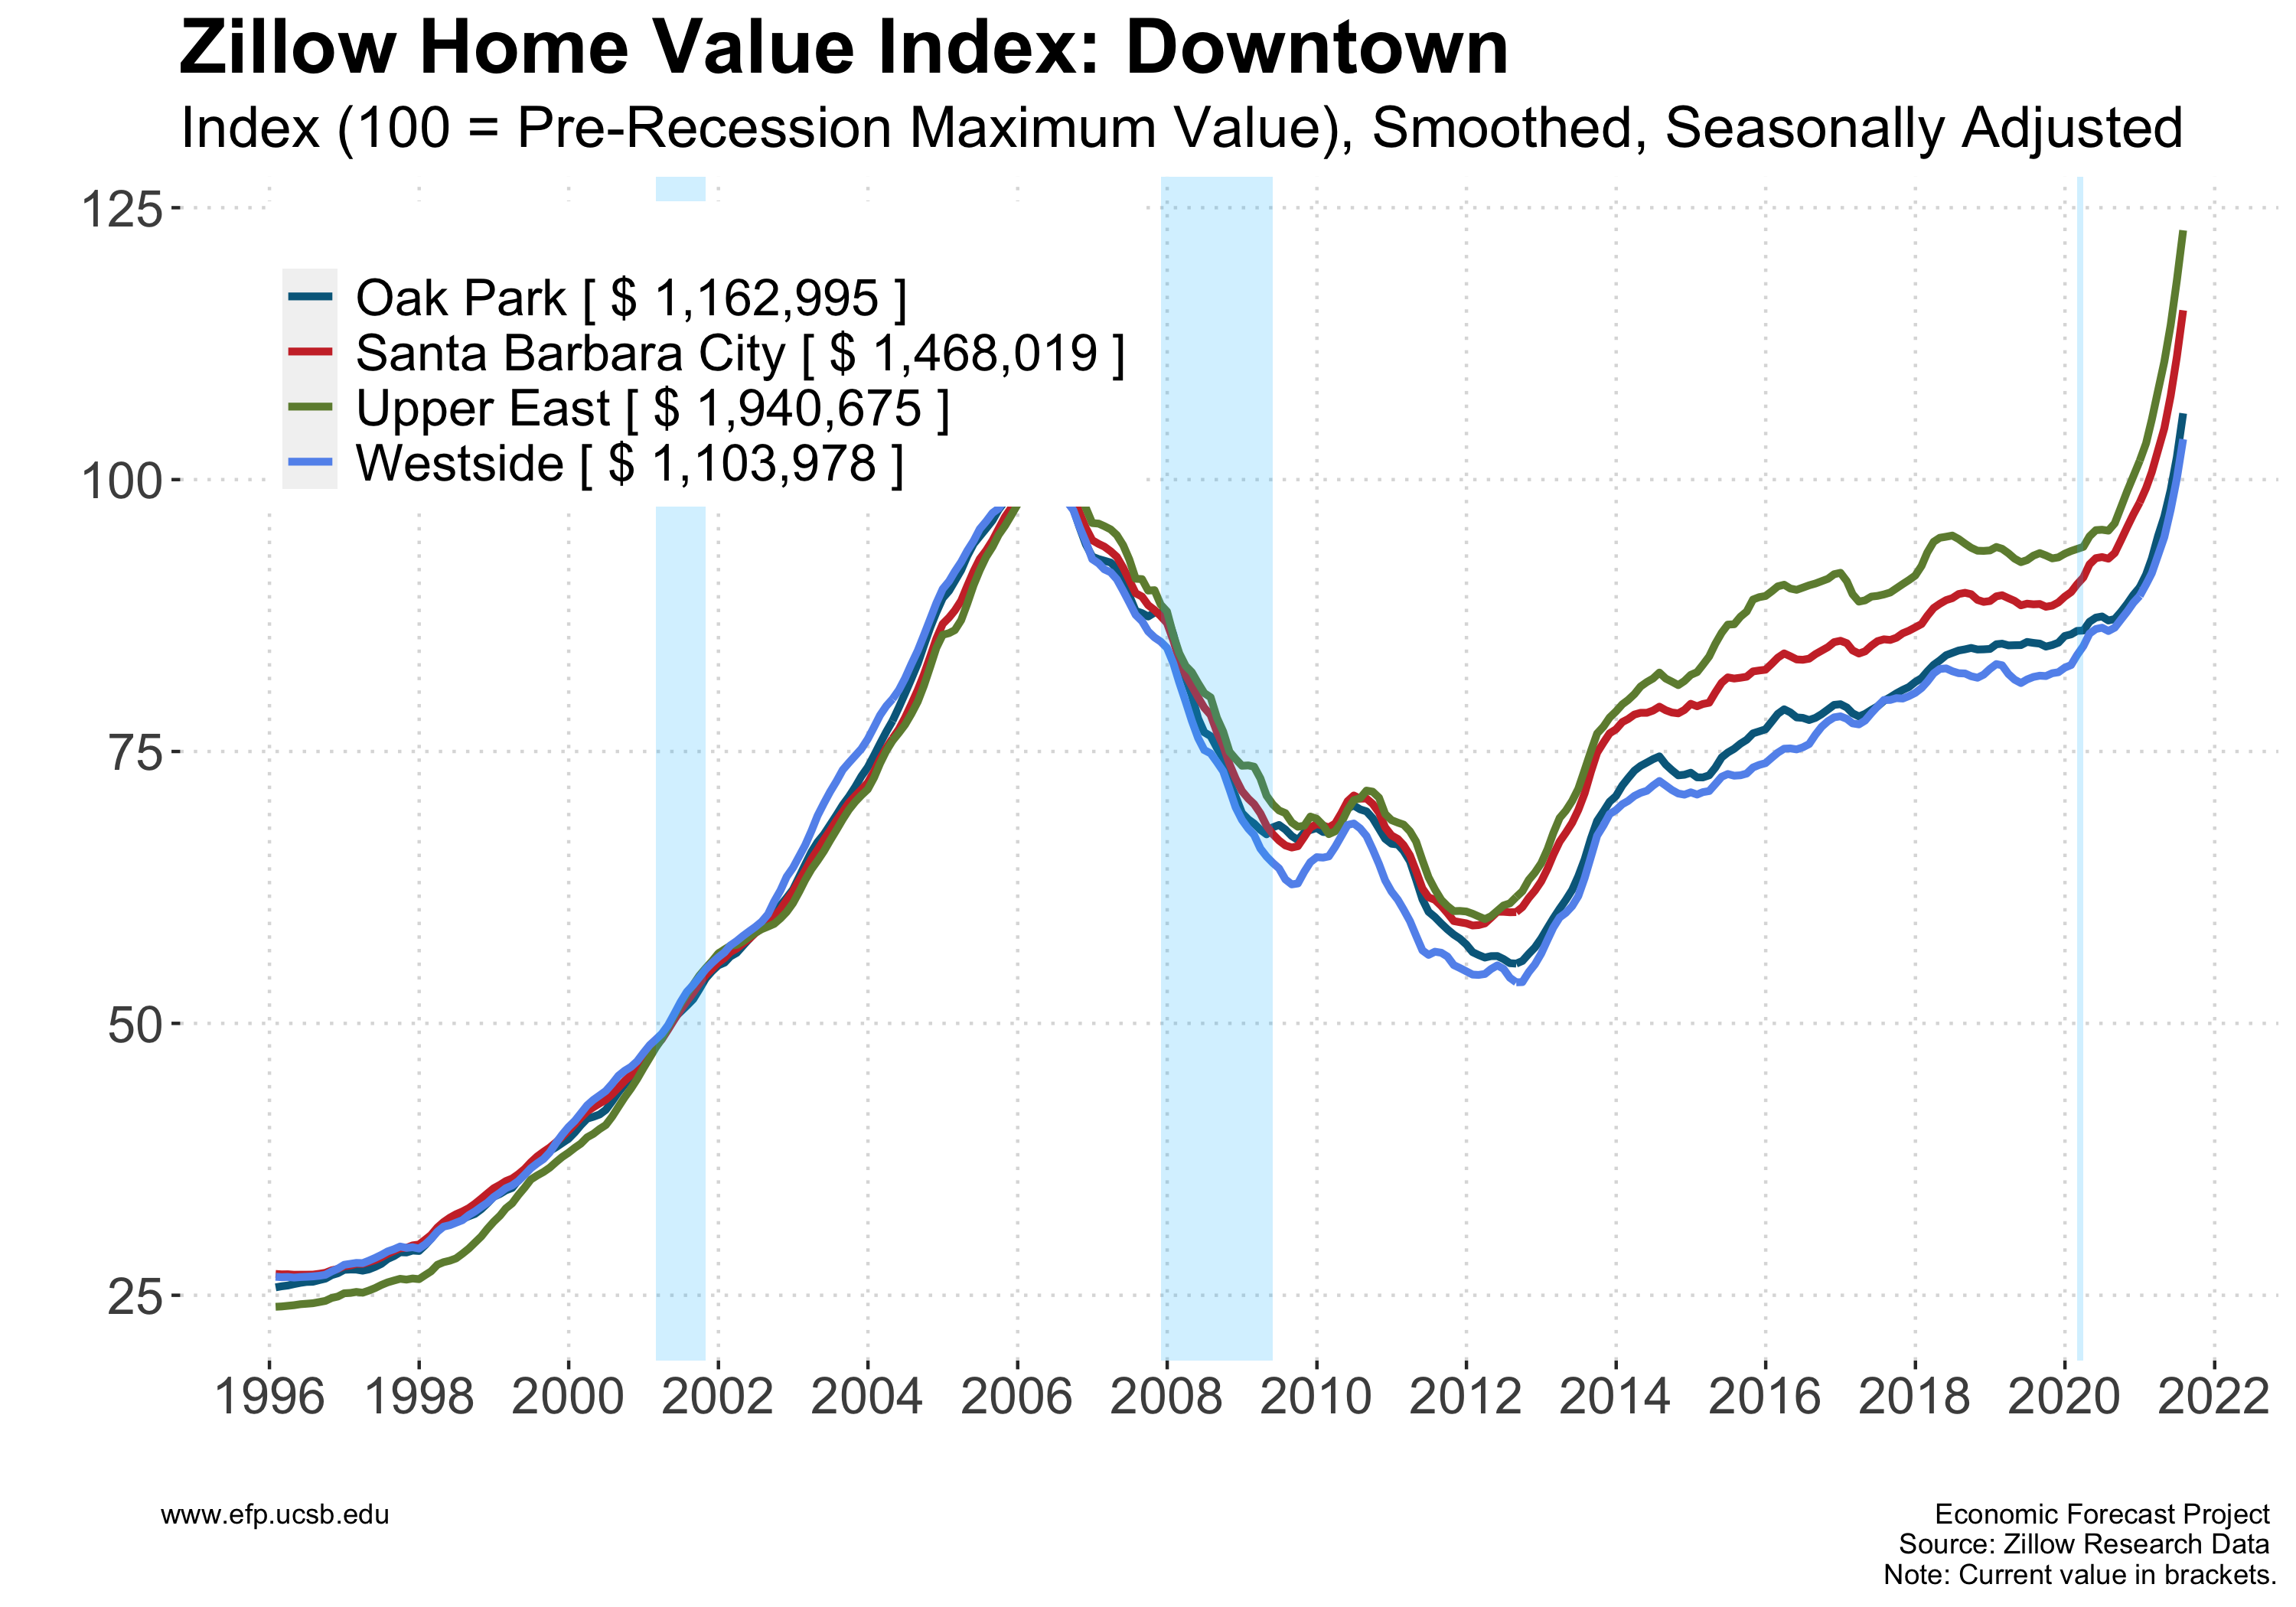 Zillow Home Value Index: Downtown
Index (100 = Pre-Recession Maximum Value), Smoothed, Seasonally Adjusted
125
100
75
50
25
Oak Park [ $ 1,162,995 ]
Santa Barbara City [ $ 1,468,019 ]
Upper East [ $ 1,940,675 ]
Westside [ $ 1,103,978 ]
1996 1998 2000 2002 2004 2006 2008 2010 2012 2014 2016 2018 2020 2022
www.efp.ucsb.edu
Economic Forecast Project
Source: Zillow Research Data
Note: Current value in brackets.